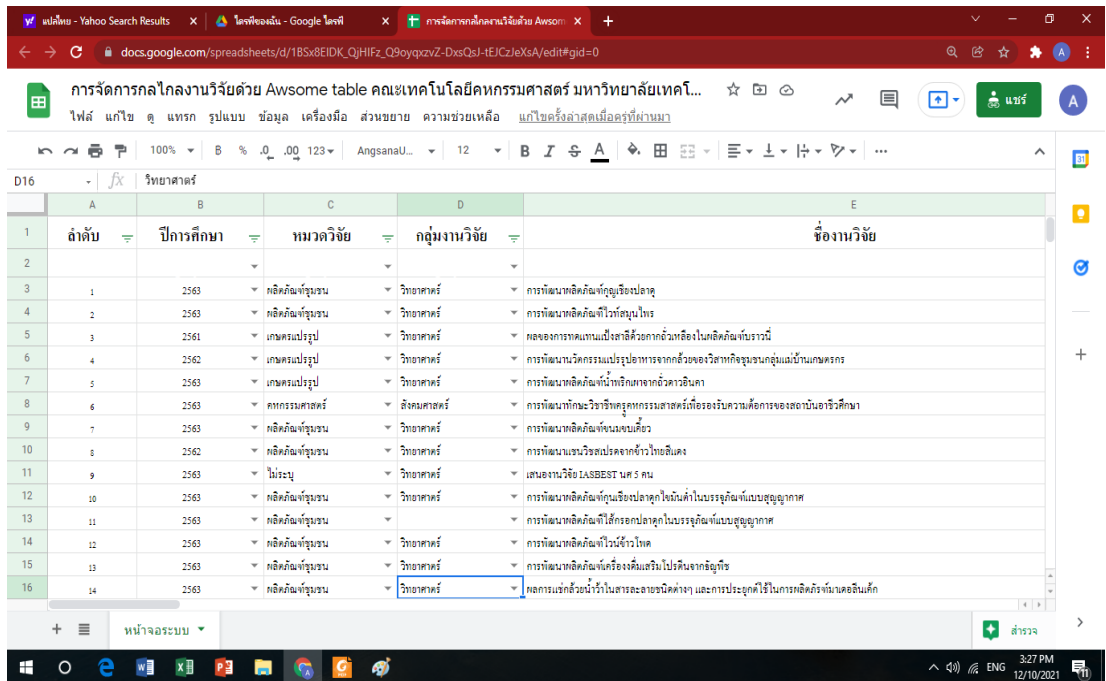 แปลไทย - Yahoo Search Results ไดรฟ์ของฉัน - Google ไดรฟ์ การจัดการกลไกลงานวิจัยด้วย Awsom
docs.google.com/spreadsheets/d/1BSx8ElDK_QjHIFz_Q9oyqxzvZ-DxsQsJ-tEJCzJeXsA/edit#gid=0 A
การจัดการกลไกลงานวิจัยด้วย Awsome table คณะเทคโนโลยีคหกรรมศาสตร์ มหาวิทยาลัยเทคโ...
ไฟล์ แก้ไข ดู แทรก รูปแบบ ข้อมูล เครื่องมือ ส่วนขยาย ความช่วยเหลือ แก้ไขครั้งล่าสุดเมื่อครู่ที่ผ่านมา แชร์ A
100% B % .0 .00 123 AngsanaU... 12 B I S A ... 31
D16 fx วิทยาศาตร์
A B C D E
1 ลำดับ ปีการศึกษา หมวดวิจัย กลุ่มงานวิจัย ชื่องานวิจัย
2
3 1 2563 ผลิตภัณฑ์ชุมชน วิทยาศาตร์ การพัฒนาผลิตภัณฑ์กุญเชียงปลาดุ
4 2 2563 ผลิตภัณฑ์ชุมชน วิทยาศาตร์ การพัฒนาผลิตภัณฑ์ไวท์สมุนไพร
5 3 2561 เกษตรแปรรูป วิทยาศาตร์ ผลของการทดแทนแป้งสาลีด้วยกากถั่วเหลืองในผลิตภัณฑ์บราวนี่
6 4 2562 เกษตรแปรรูป วิทยาศาตร์ การพัฒนานวัตกรรมแปรรูปอาหารจากกล้วยของวิสาหกิจชุมชนกลุ่มแม่บ้านเกษตรกร
7 5 2563 เกษตรแปรรูป วิทยาศาตร์ การพัฒนาผลิตภัณฑ์น้ำพริกเผาจากถั่วดาวอินคา
8 6 2563 คหกรรมศาสตร์ สังคมศาตร์ การพัฒนาทักษะวิชาชีพครูคหกรรมสาสตร์เพื่อรองรับความต้อการของสถาบันอาชีวศึกษา
9 7 2563 ผลิตภัณฑ์ชุมชน วิทยาศาตร์ การพัฒนาผลิตภัณฑ์ขนมขบเคี้ยว
10 8 2562 ผลิตภัณฑ์ชุมชน วิทยาศาตร์ การพัฒนาแซนวิชสเปรดจากข้าวไทยสีแดง
11 9 2563 ไม่ระบุ วิทยาศาตร์ เสนองานวิจัย IASBEST นศ 5 คน
12 10 2563 ผลิตภัณฑ์ชุมชน วิทยาศาตร์ การพัฒนาผลิตภัณฑ์กุนเชียงปลาดุกไขมันต่ำในบรรจุภัณฑ์แบบสุญญากาศ
13 11 2563 ผลิตภัณฑ์ชุมชน การพัฒนาผลิตภัณฑ์ไส้กรอกปลาดุกในบรรจุภัณฑ์แบบสุญญากาศ
14 12 2563 ผลิตภัณฑ์ชุมชน วิทยาศาตร์ การพัฒนาผลิตภัณฑ์ไวน์ข้าวโพด
15 13 2563 ผลิตภัณฑ์ชุมชน วิทยาศาตร์ การพัฒนาผลิตภัณฑ์เครื่องงดื่มเสริมโปรตีนจากธัญพืช
16 14 2563 ผลิตภัณฑ์ชุมชน วิทยาศาตร์ ผลการแช่กล้วยน้ำว้าในสารละลายชนิดต่างๆ และการประยุกต์ใช้ในการผลิตภัรฑ์มาเดอลีนเค้ก
หน้าจอระบบ สำรวจ
ENG 3:27 PM
12/10/2021 11